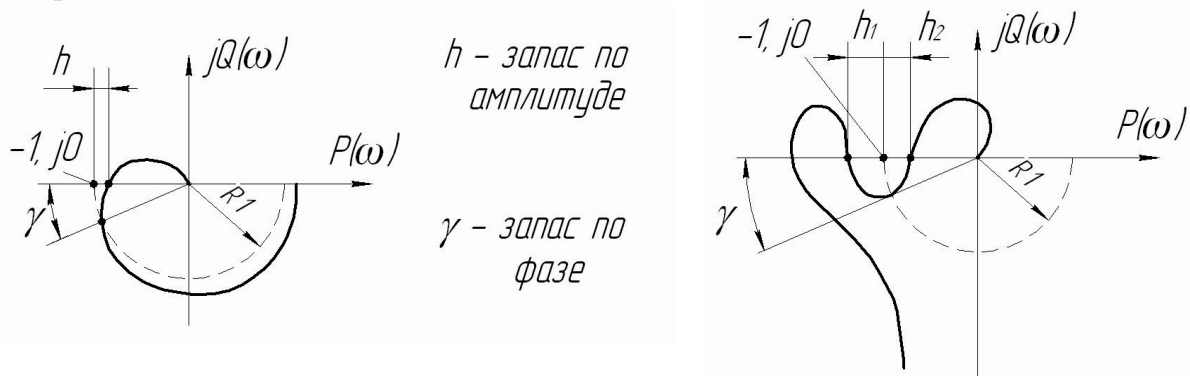 h
jQ(ω)
-1, j0
P(ω)
R1
γ
h – запас по
амплитуде
γ – запас по
фазе
-1, j0
h1
h2
jQ(ω)
P(ω)
R1
γ